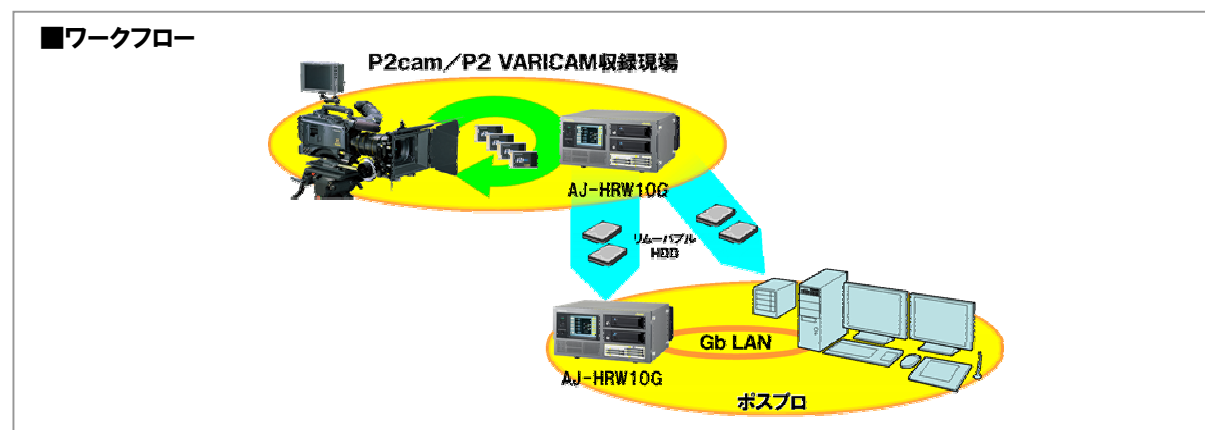 ■ワークフロー
P2cam／P2 VARICAM収録現場
AJ-HRW10G
リムーバブル
HDD
Gb LAN
AJ-HRW10G
ポスプロ